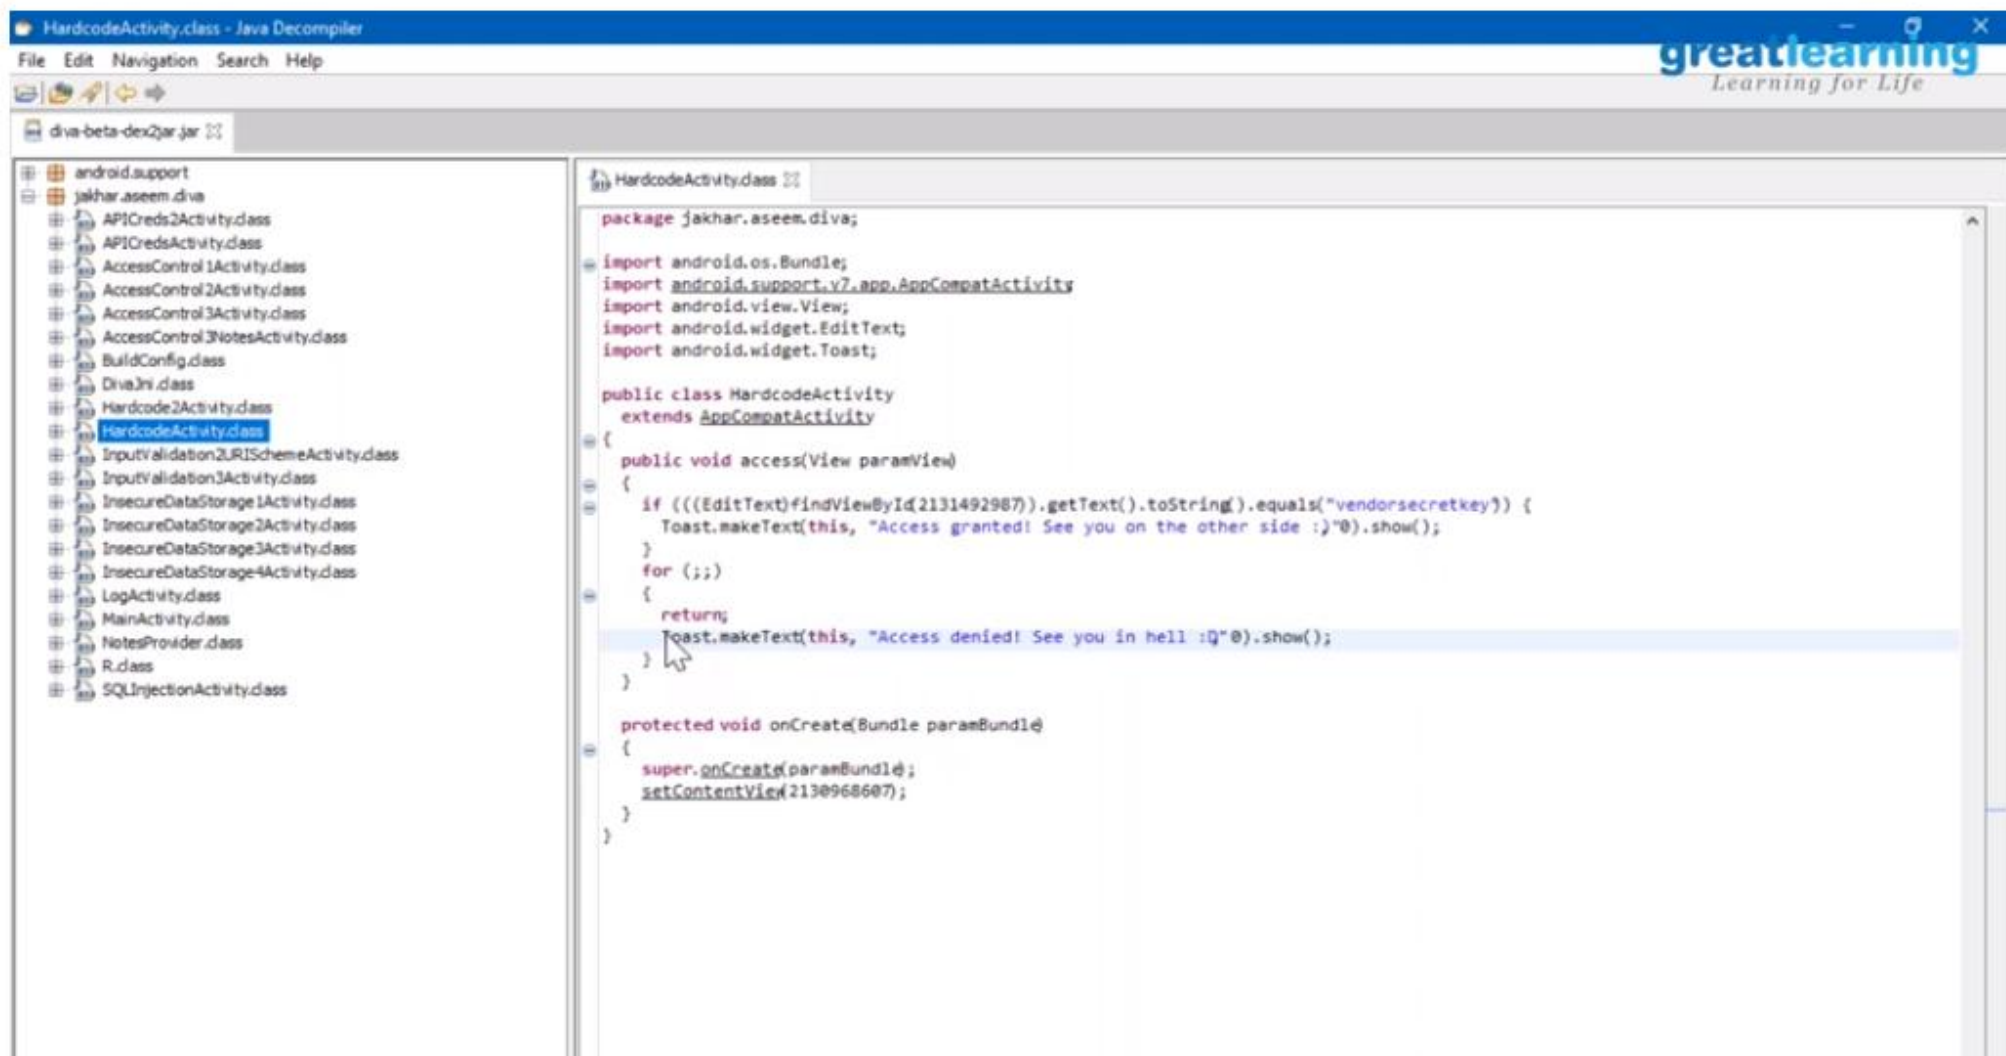 HardcodeActivity.class - Java Decompiler
File Edit Navigation Search Help
greatlearning
Learning for Life
diva-beta-dex2jar.jar
android.support
jakhar.aseem.diva
APICreds2Activity.class
APICredsActivity.class
AccessControl1Activity.class
AccessControl2Activity.class
AccessControl3Activity.class
AccessControl3NotesActivity.class
BuildConfig.class
DivaJni.class
Hardcode2Activity.class
HardcodeActivity.class
InputValidation2URISchemeActivity.class
InputValidation3Activity.class
InsecureDataStorage1Activity.class
InsecureDataStorage2Activity.class
InsecureDataStorage3Activity.class
InsecureDataStorage4Activity.class
LogActivity.class
MainActivity.class
NotesProvider.class
R.class
SQLInjectionActivity.class
HardcodeActivity.class
package jakhar.aseem.diva;
import android.os.Bundle;
import android.support.v7.app.AppCompatActivity;
import android.view.View;
import android.widget.EditText;
import android.widget.Toast;
public class HardcodeActivity
extends AppCompatActivity
{
public void access(View paramView)
{
if (((EditText)findViewById(2131492987)).getText().toString().equals("vendorsecretkey")) {
Toast.makeText(this, "Access granted! See you on the other side :)", 0).show();
}
for (;;)
{
return;
Toast.makeText(this, "Access denied! See you in hell :D", 0).show();
}
}
protected void onCreate(Bundle paramBundle)
{
super.onCreate(paramBundle);
setContentView(2130968607);
}
}